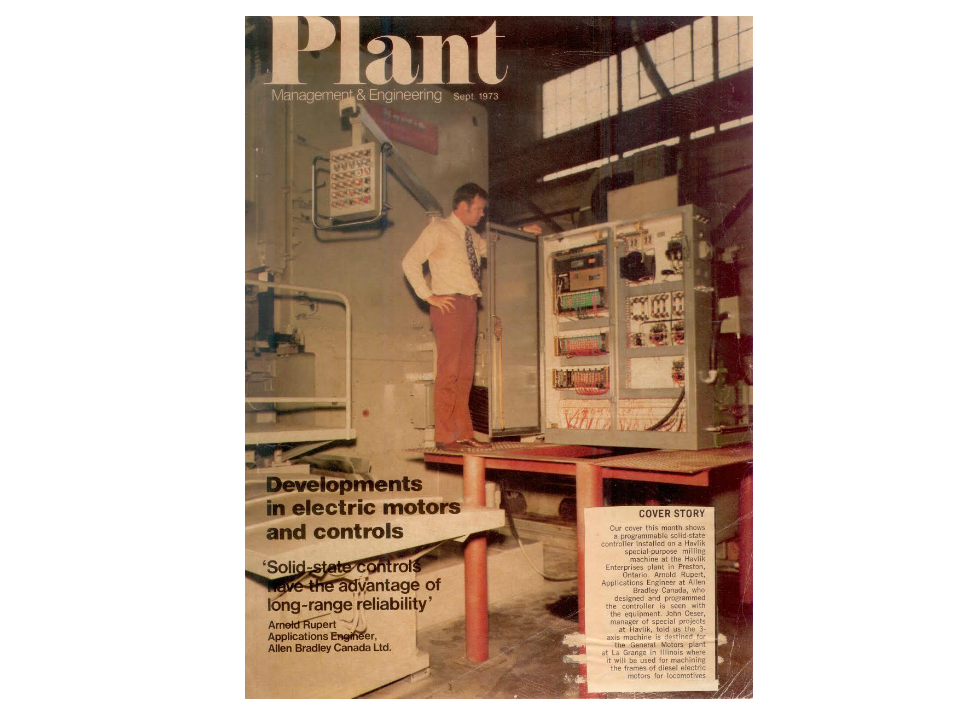 Plant
Management & Engineering Sept. 1973
Developments
in electric motors
and controls
‘Solid-state controls
have the advantage of
long-range reliability’
Arnold Rupert
Applications Engineer,
Allen Bradley Canada Ltd.
COVER STORY
Our cover this month shows
a programmable solid-state
controller installed on a Havlik
special-purpose milling
machine at the Havlik
Enterprises plant in Preston,
Ontario. Arnold Rupert,
Applications Engineer at Allen
Bradley Canada, who
designed and programmed
the controller is seen with
the equipment. John Oeser,
manager of special projects
at Havlik, told us the 3-
axis machine is destined for
the General Motors plant
at La Grange in Illinois where
it will be used for machining
the frames of diesel electric
motors for locomotives